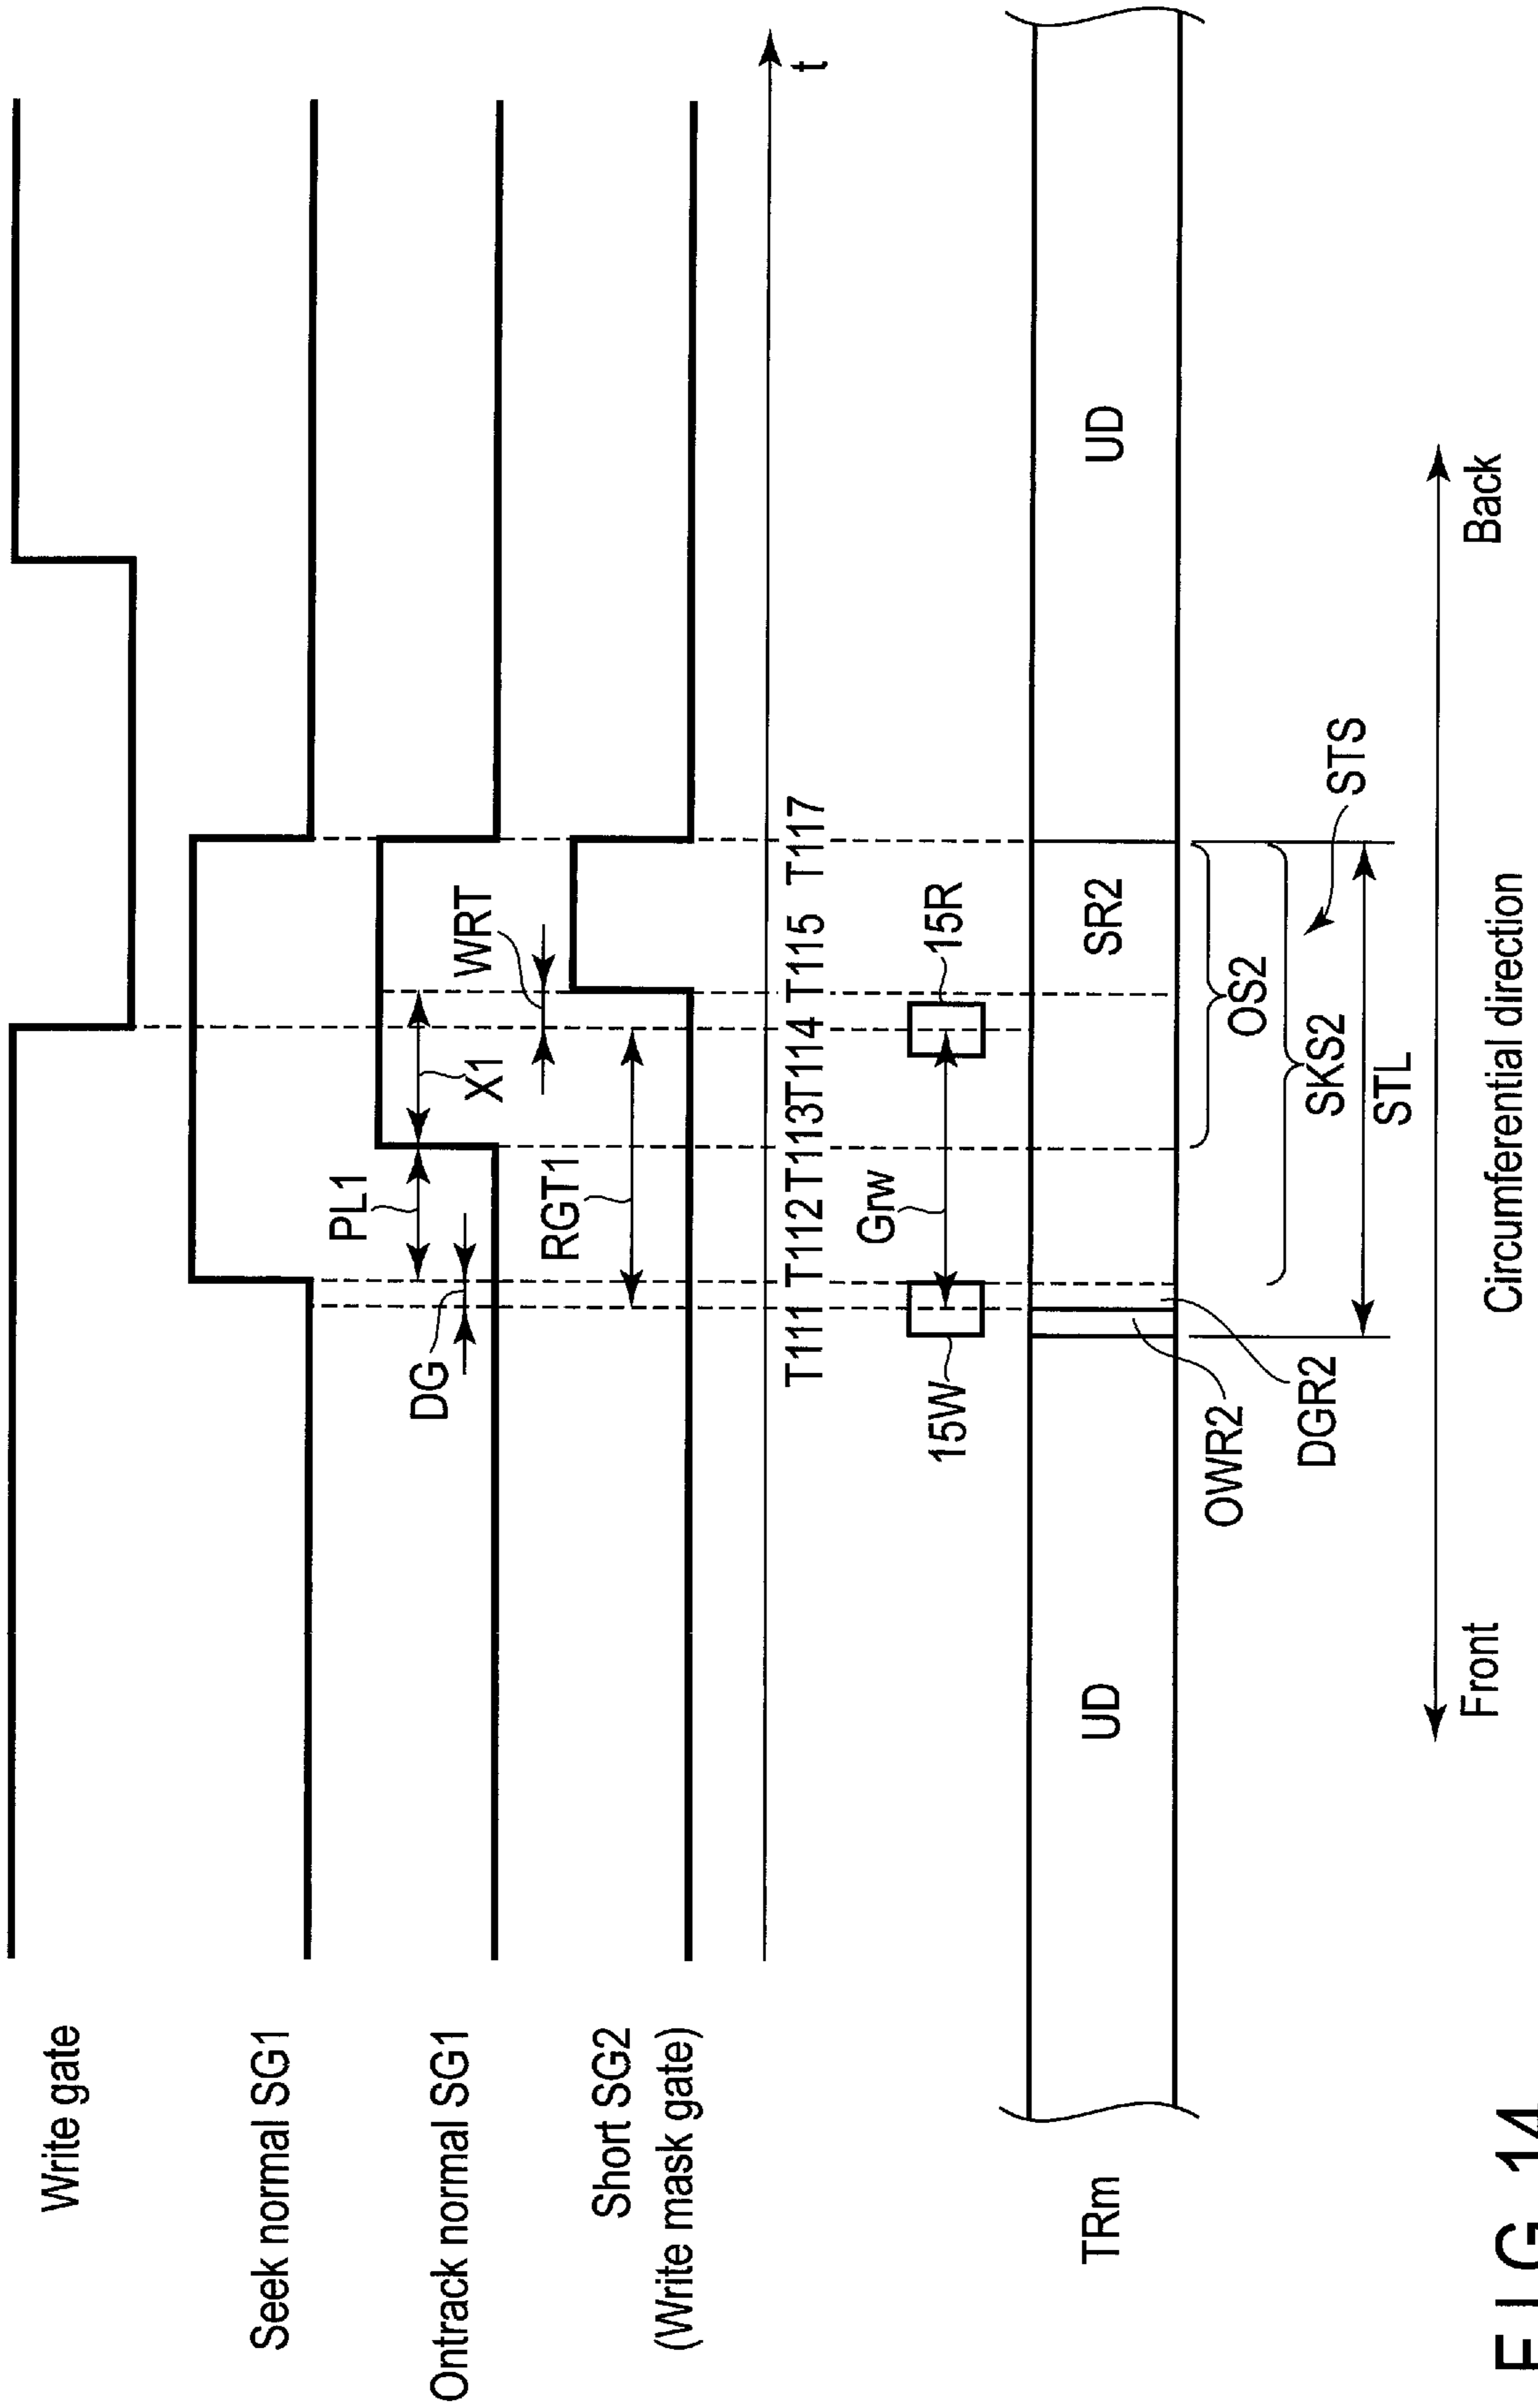 Write gate
Seek normal SG1
Ontrack normal SG1
Short SG2
(Write mask gate)
DG
PL1
X1
WRT
RGT1
t
T111 T112 T113 T114 T115 T117
15W
Grw
15R
TRm
UD
SR2
UD
OWR2
DGR2
OS2
SKS2
STL
STS
Front
Back
Circumferential direction
FIG. 14